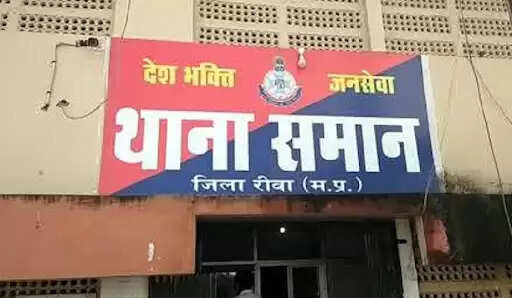 देश भक्ति जनसेवा
थाना समान
जिला रीवा (म.प्र.)